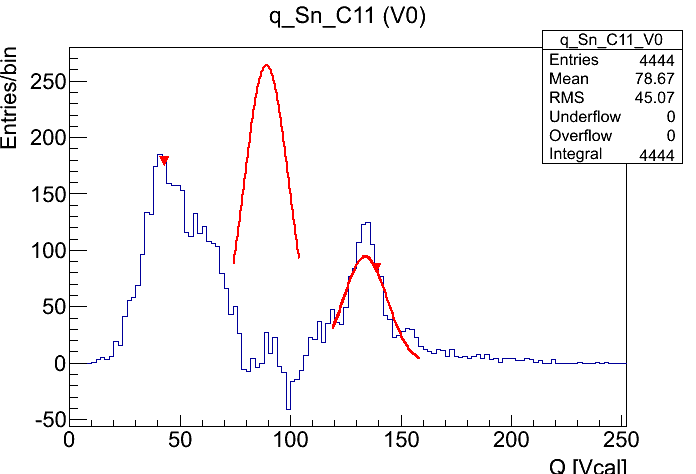 q_Sn_C11 (V0)
q_Sn_C11_V0
Entries 4444
Mean 78.67
RMS 45.07
Underflow 0
Overflow 0
Integral 4444
Entries/bin
250
200
150
100
50
0
-50
0 50 100 150 200 250
Q [Vcal]